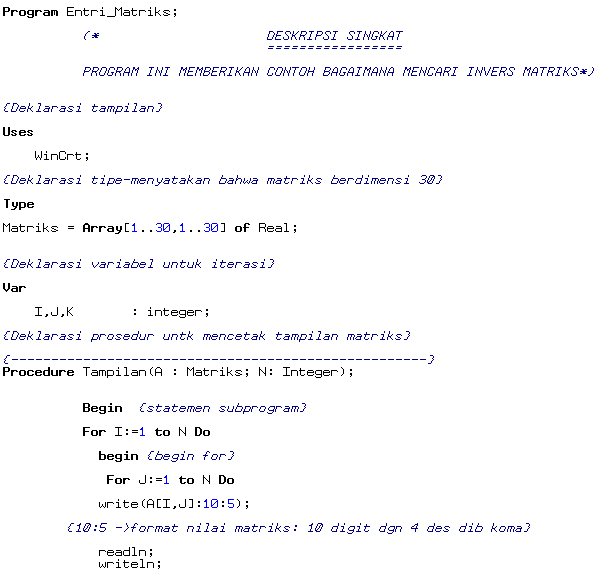 Program Entri_Matriks;
(* DESKRIPSI SINGKAT
=================
PROGRAM INI MEMBERIKAN CONTOH BAGAIMANA MENCARI INVERS MATRIKS*)
{Deklarasi tampilan}
Uses
WinCrt;
{Deklarasi tipe-menyatakan bahwa matriks berdimensi 30}
Type
Matriks = Array[1..30,1..30] of Real;
{Deklarasi variabel untuk iterasi}
Var
I,J,K : integer;
{Deklarasi prosedur untk mencetak tampilan matriks}
{----------------------------------------------------}
Procedure Tampilan(A : Matriks; N: Integer);
Begin {statemen subprogram}
For I:=1 to N Do
begin {begin for}
For J:=1 to N Do
write(A[I,J]:10:5);
{10:5 ->format nilai matriks: 10 digit dgn 4 des dib koma}
readln;
writeln;